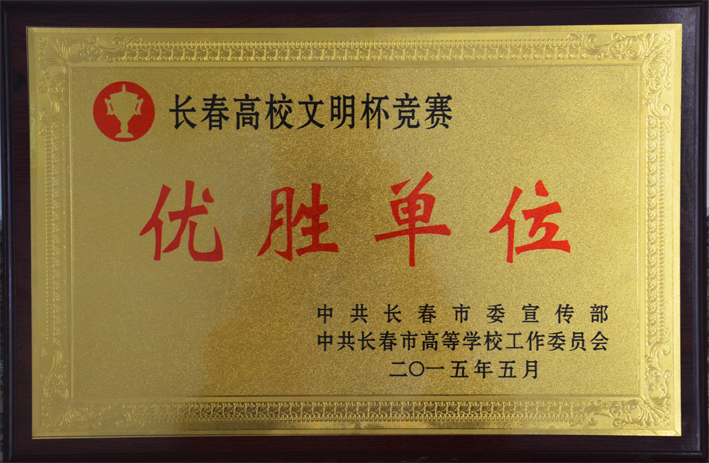 长春高校文明杯竞赛
优胜单位
中共长春市委宣传部
中共长春市高等学校工作委员会
二〇一五年五月